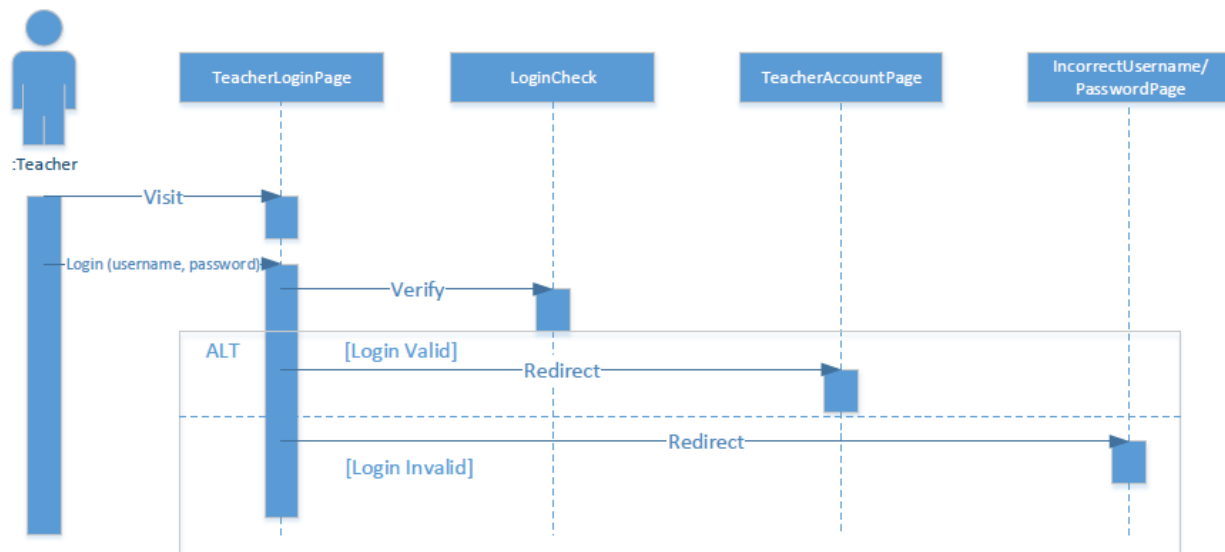 TeacherLoginPage
LoginCheck
TeacherAccountPage
IncorrectUsername/
PasswordPage
:Teacher
Visit
Login (username, password)
Verify
ALT
[Login Valid]
Redirect
Redirect
[Login Invalid]